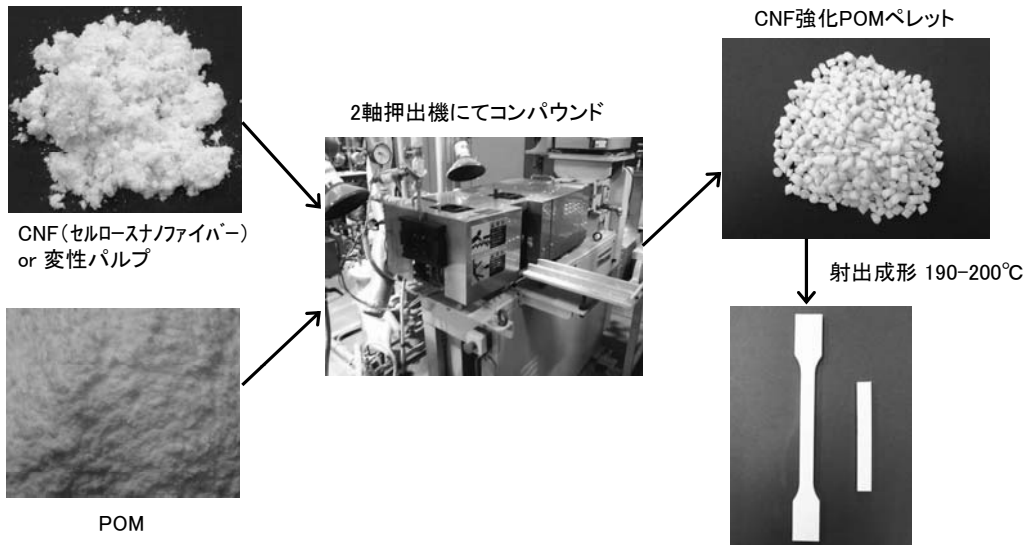 CNF(セルロースナノファイバー)
or 変性パルプ
POM
2軸押出機にてコンパウンド
CNF強化POMペレット
射出成形 190-200℃